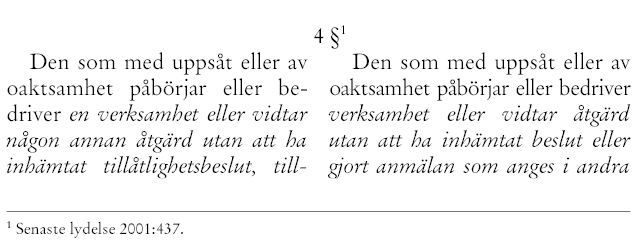 4 §1
Den som med uppsåt eller av
oaktsamhet påbörjar eller be-
driver en verksamhet eller vidtar
någon annan åtgärd utan att ha
inhämtat tillåtlighetsbeslut, till-
Den som med uppsåt eller av
oaktsamhet påbörjar eller bedriver
verksamhet eller vidtar åtgärd
utan att ha inhämtat beslut eller
gjort anmälan som anges i andra
1 Senaste lydelse 2001:437.